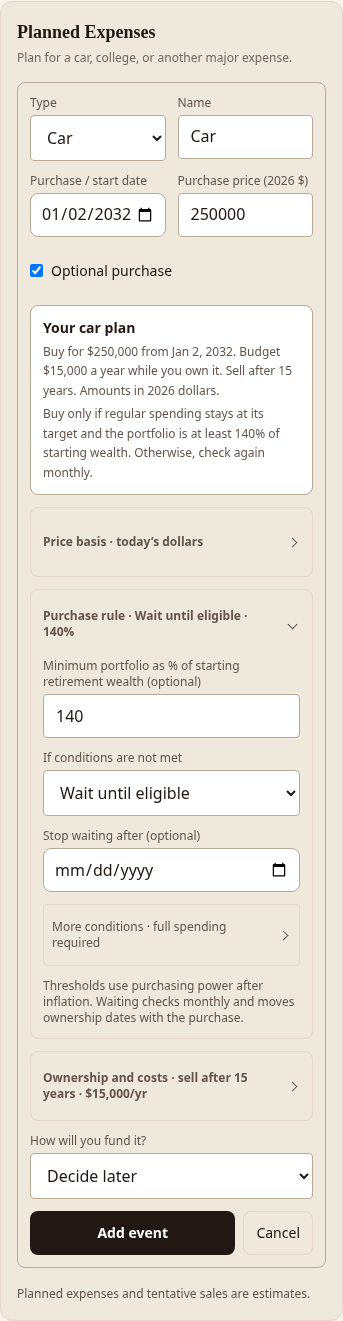 Planned Expenses
Plan for a car, college, or another major expense.
Type
Name
Car
Car
Purchase / start date
Purchase price (2026 $)
01/02/2032
250000
Optional purchase
Your car plan
Buy for $250,000 from Jan 2, 2032. Budget
$15,000 a year while you own it. Sell after 15
years. Amounts in 2026 dollars.
Buy only if regular spending stays at its
target and the portfolio is at least 140% of
starting wealth. Otherwise, check again
monthly.
Price basis · today’s dollars
Purchase rule · Wait until eligible ·
140%
Minimum portfolio as % of starting
retirement wealth (optional)
140
If conditions are not met
Wait until eligible
Stop waiting after (optional)
mm/dd/yyyy
More conditions · full spending
required
Thresholds use purchasing power after
inflation. Waiting checks monthly and moves
ownership dates with the purchase.
Ownership and costs · sell after 15
years · $15,000/yr
How will you fund it?
Decide later
Add event
Cancel
Planned expenses and tentative sales are estimates.